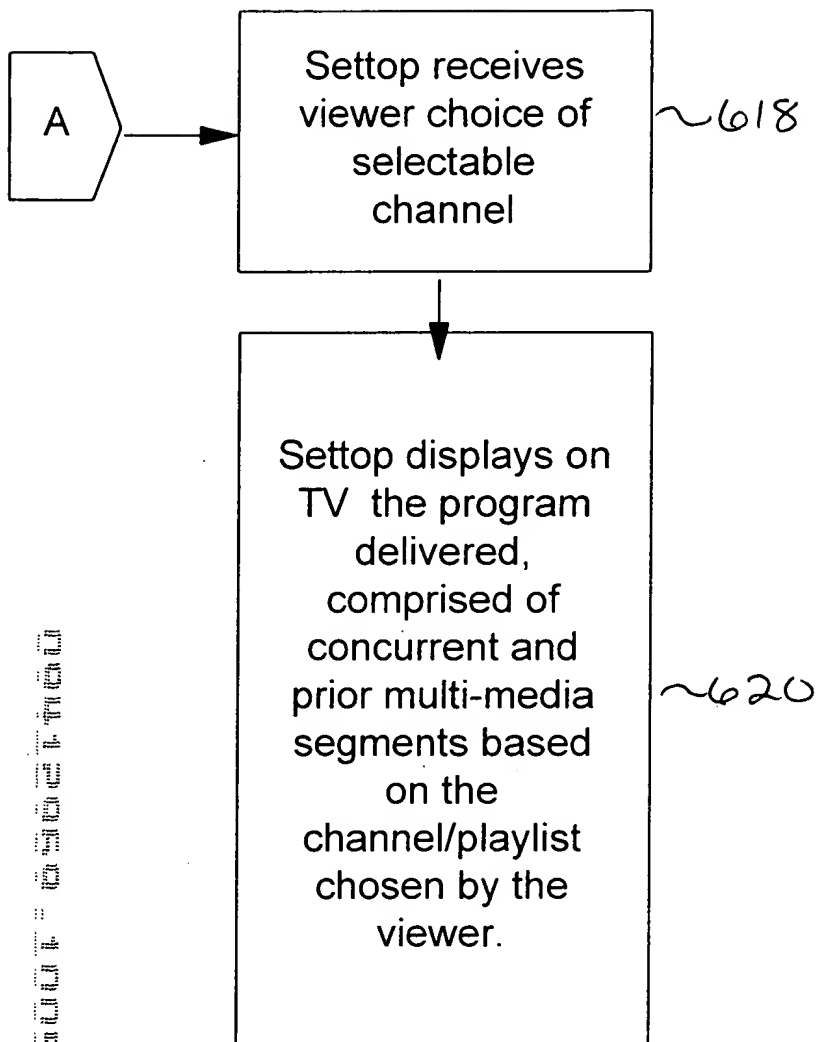 A
Settop receives
viewer choice of
selectable
channel
~618
Settop displays on
TV the program
delivered,
comprised of
concurrent and
prior multi-media
segments based
on the
channel/playlist
chosen by the
viewer.
~620